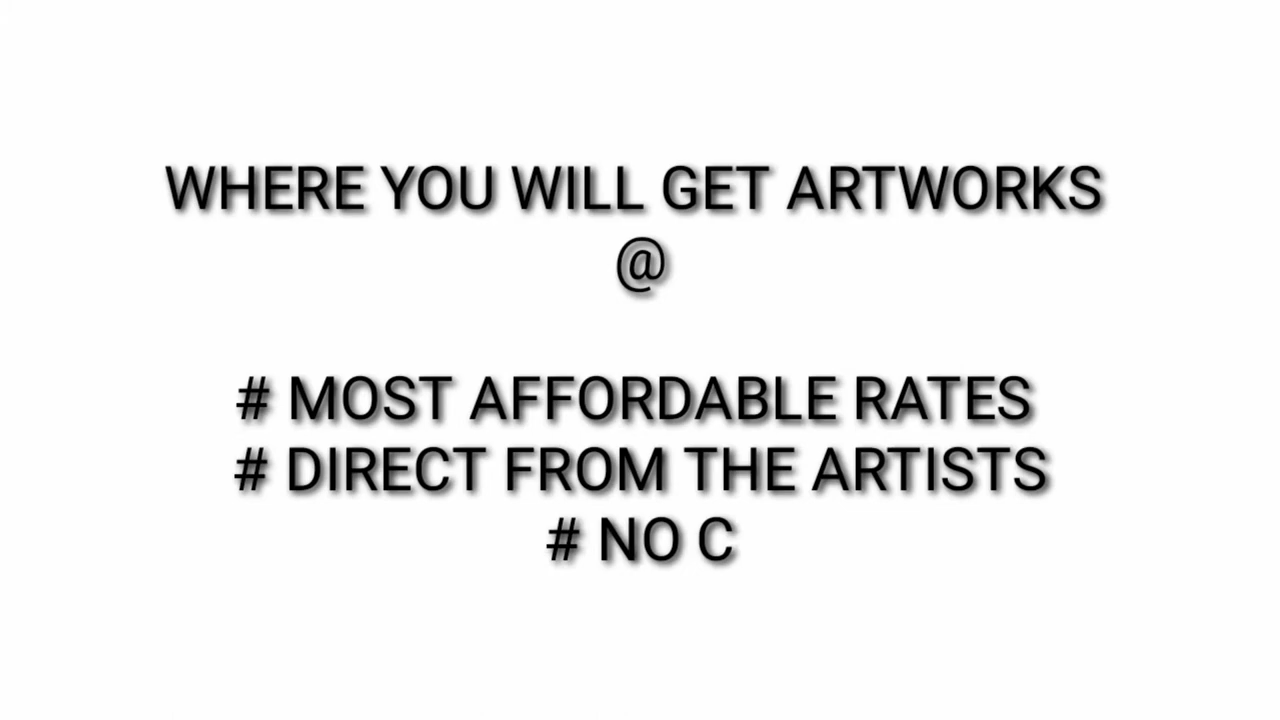 WHERE YOU WILL GET ARTWORKS
@
# MOST AFFORDABLE RATES
# DIRECT FROM THE ARTISTS
# NO C